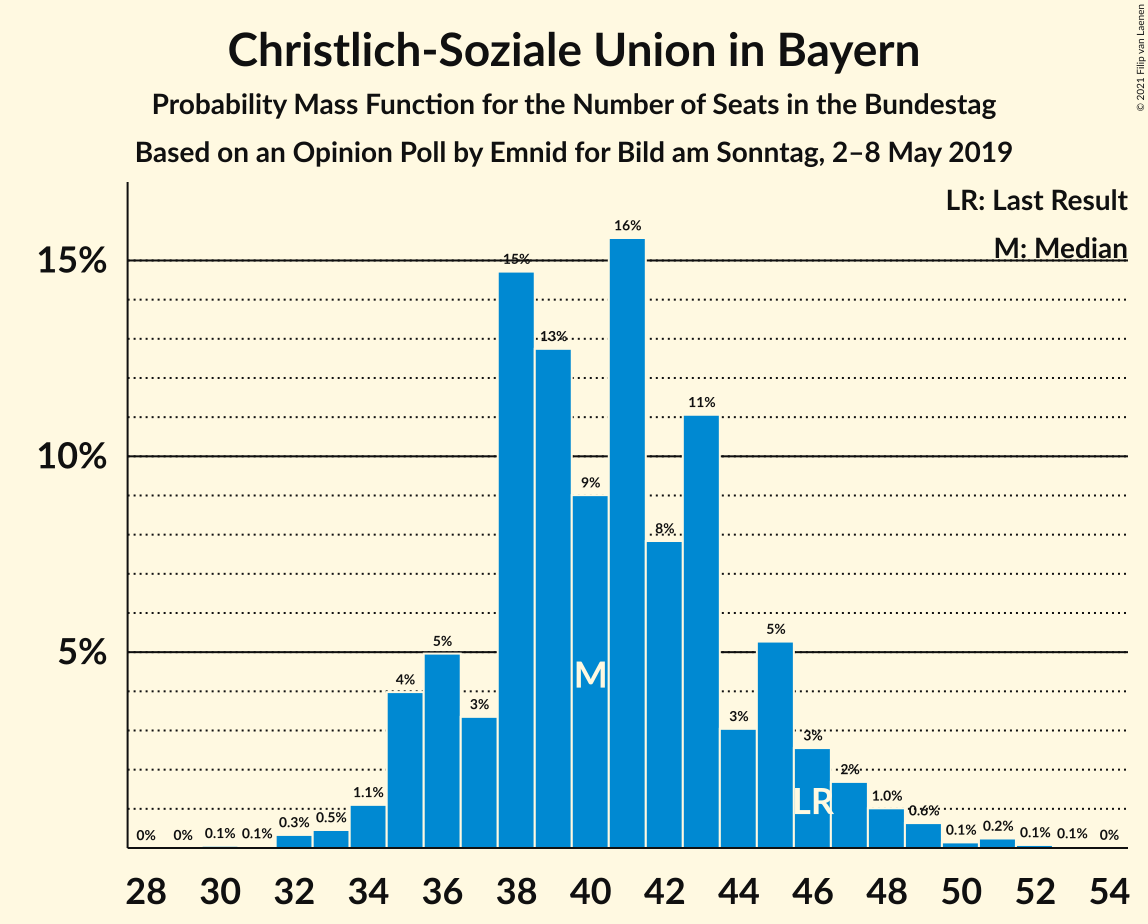 Christlich-Soziale Union in Bayern
Probability Mass Function for the Number of Seats in the Bundestag
Based on an Opinion Poll by Emnid for Bild am Sonntag, 2–8 May 2019
© 2021 Filip van Laenen
LR: Last Result
M: Median
15%
10%
5%
0% 0% 0.1% 0.1% 0.3% 0.5% 1.1% 4% 5% 3% 15% 13% 9% 16% 8% 11% 3% 5% 3% 2% 1.0% 0.6% 0.1% 0.2% 0.1% 0.1% 0%
M
LR
28 30 32 34 36 38 40 42 44 46 48 50 52 54